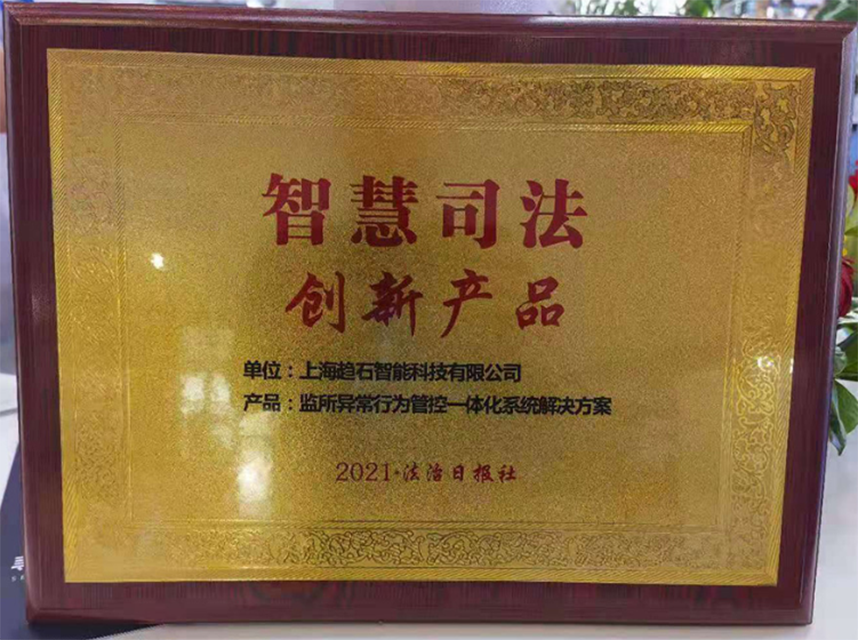 智慧司法
创新产品
单位：上海趋石智能科技有限公司
产品：监所异常行为管控一体化系统解决方案
2021·法治日报社